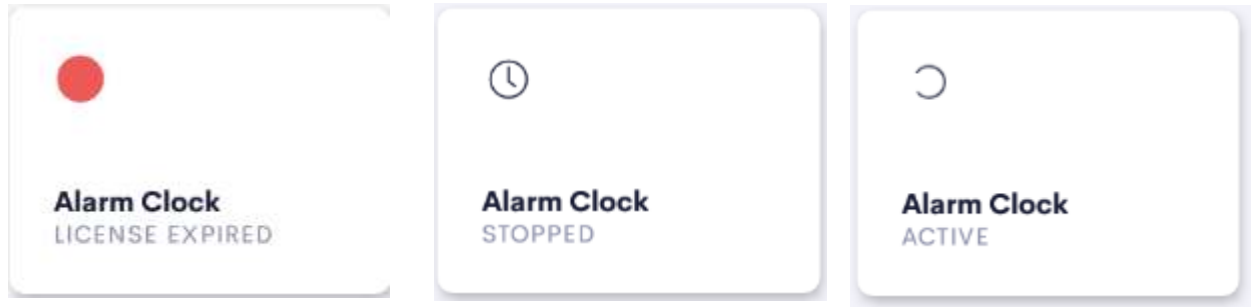 Alarm Clock
LICENSE EXPIRED
Alarm Clock
STOPPED
Alarm Clock
ACTIVE